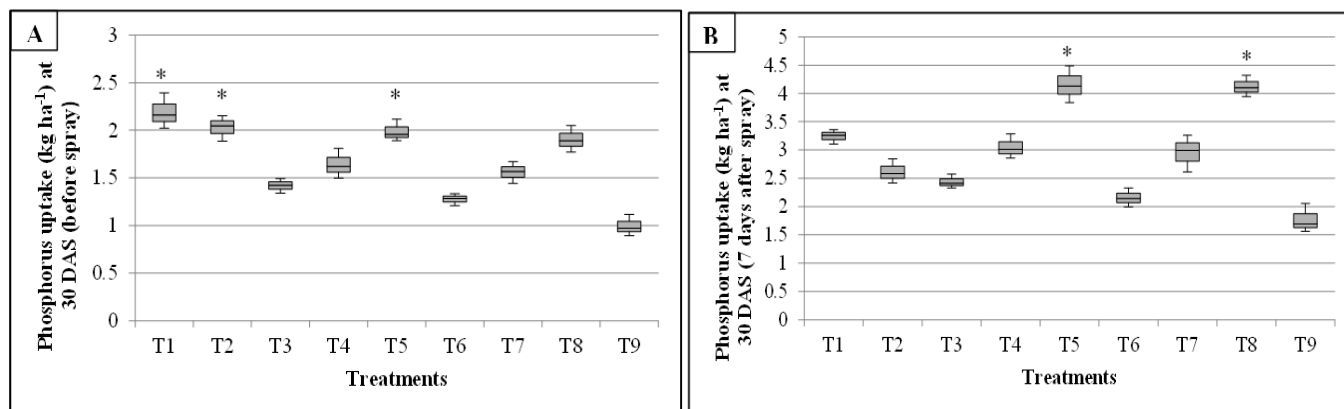 A
Phosphorus uptake (kg ha⁻¹) at
30 DAS (before spray)
3
2.5
2
1.5
1
0.5
0
*
*
*
T1 T2 T3 T4 T5 T6 T7 T8 T9
Treatments
B
Phosphorus uptake (kg ha⁻¹) at
30 DAS (7 days after spray)
5
4.5
4
3.5
3
2.5
2
1.5
1
0.5
0
*
*
T1 T2 T3 T4 T5 T6 T7 T8 T9
Treatments